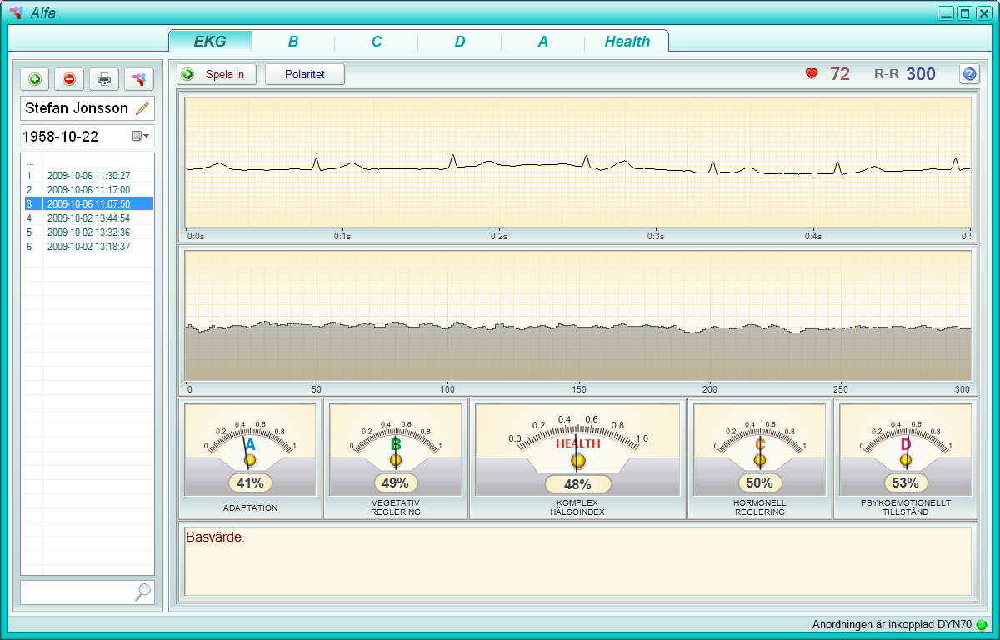 Alfa
EKG B C D A Health
Spela in Polaritet 72 R-R 300
Stefan Jonsson
1958-10-22
...
1 2009-10-06 11:30:27
2 2009-10-06 11:17:00
3 2009-10-06 11:07:50
4 2009-10-02 13:44:54
5 2009-10-02 13:32:36
6 2009-10-02 13:18:37
0:0s 0:1s 0:2s 0:3s 0:4s
0 50 100 150 200 250 300
0 0.2 0.4 0.6 0.8 1
A
41%
ADAPTATION
0 0.2 0.4 0.6 0.8 1
B
49%
VEGETATIV
REGLERING
0.0 0.2 0.4 0.6 0.8 1.0
HEALTH
48%
KOMPLEX
HÄLSOINDEX
0 0.2 0.4 0.6 0.8 1
C
50%
HORMONELL
REGLERING
0 0.2 0.4 0.6 0.8 1
D
53%
PSYKOEMOTIONELLT
TILLSTÅND
Basvärde.
Anordningen är inkopplad DYN70